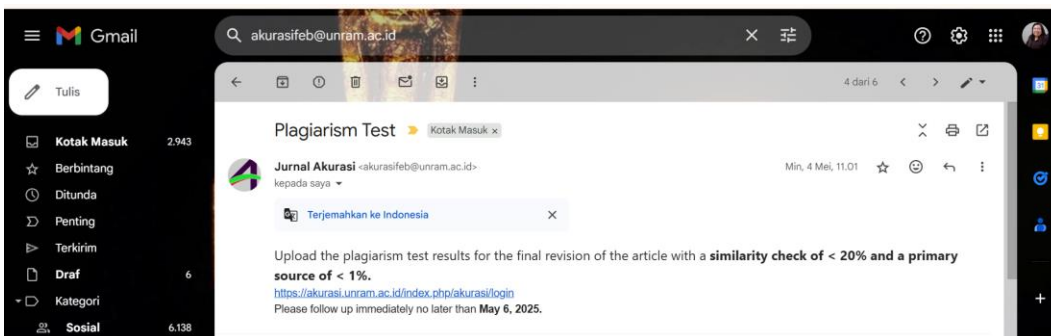 Gmail
akurasifeb@unram.ac.id
Tulis
4 dari 6
Kotak Masuk 2.943
Berbintang
Ditunda
Penting
Terkirim
Draf 6
Kategori
Sosial 6.138
Plagiarism Test
Kotak Masuk x
Jurnal Akurasi <akurasifeb@unram.ac.id>
Min, 4 Mei, 11.01
kepada saya
Terjemahkan ke Indonesia
Upload the plagiarism test results for the final revision of the article with a similarity check of < 20% and a primary
source of < 1%.
https://akurasi.unram.ac.id/index.php/akurasi/login
Please follow up immediately no later than May 6, 2025.